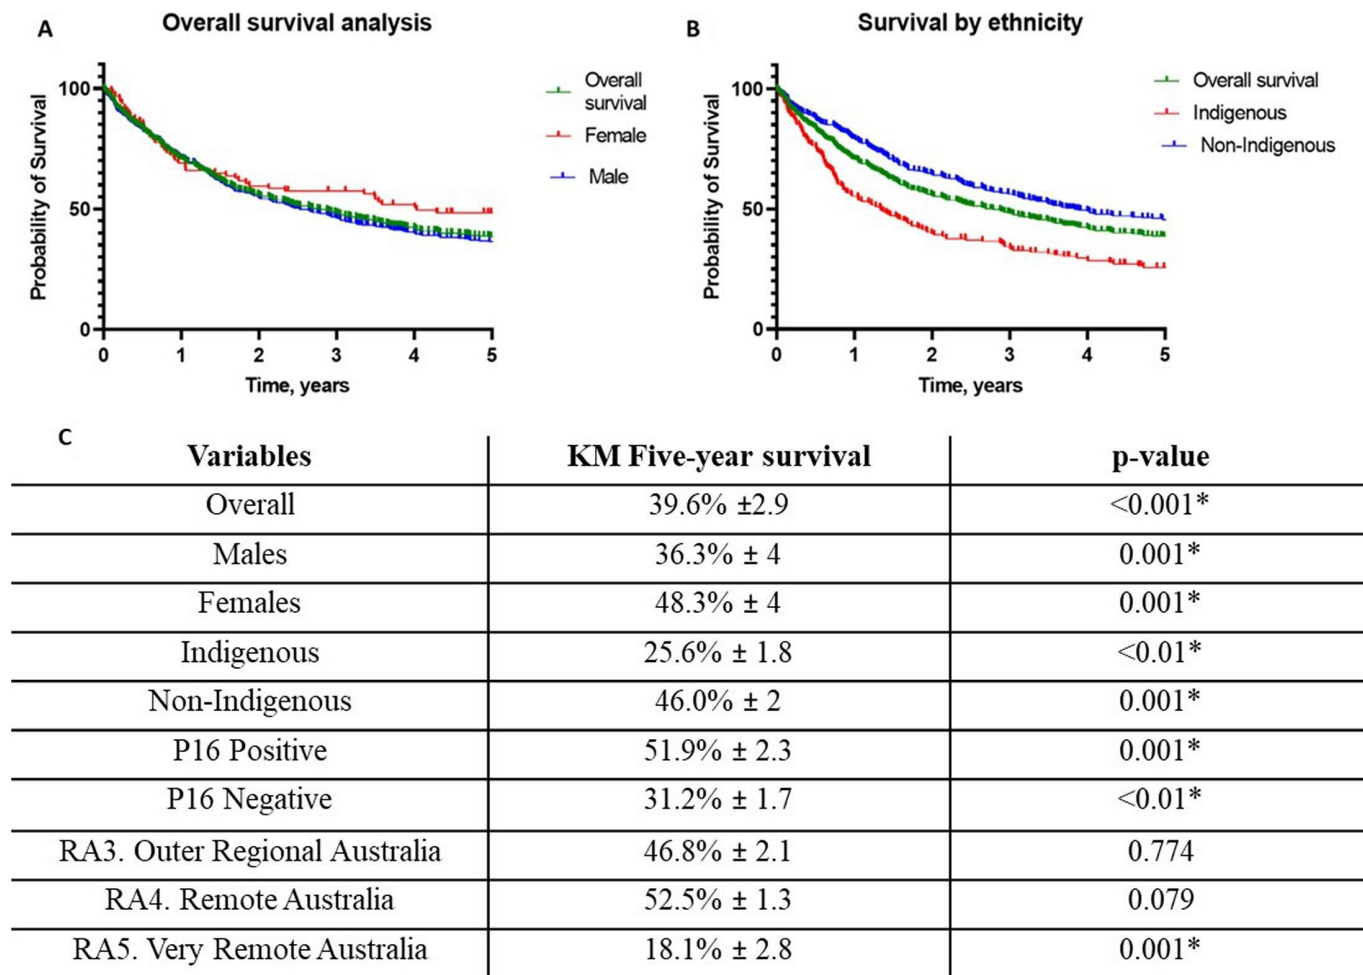 A
Overall survival analysis
Probability of Survival
100
50
0
0 1 2 3 4 5
Time, years
Overall
survival
Female
Male
B
Survival by ethnicity
Probability of Survival
100
50
0
0 1 2 3 4 5
Time, years
Overall survival
Indigenous
Non-Indigenous
C
Variables KM Five-year survival p-value
Overall 39.6% ±2.9 <0.001*
Males 36.3% ± 4 0.001*
Females 48.3% ± 4 0.001*
Indigenous 25.6% ± 1.8 <0.01*
Non-Indigenous 46.0% ± 2 0.001*
P16 Positive 51.9% ± 2.3 0.001*
P16 Negative 31.2% ± 1.7 <0.01*
RA3. Outer Regional Australia 46.8% ± 2.1 0.774
RA4. Remote Australia 52.5% ± 1.3 0.079
RA5. Very Remote Australia 18.1% ± 2.8 0.001*